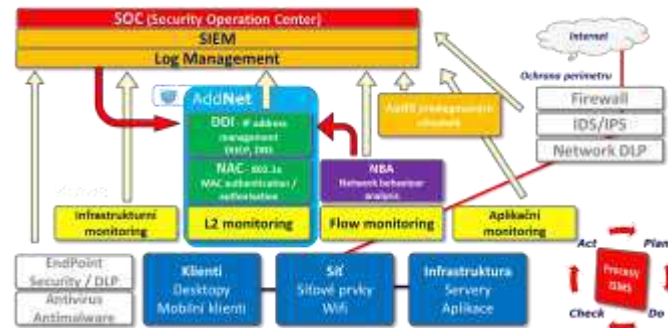 SOC (Security Operation Center)
SIEM
Log Management
Internet
Ochrana perimetru
Firewall
IDS/IPS
Network DLP
AddNet
DDI - IP address
management
DHCP, DNS
NAC - 802.1x
MAC authentication /
authorisation
NBA
Network behaviour
analysis
Infrastrukturní
monitoring
L2 monitoring
Flow monitoring
Aplikační
monitoring
EndPoint
Security / DLP
Antivirus
Antimalware
Klienti
Desktopy
Mobilní klienti
Síť
Síťové prvky
Wifi
Infrastruktura
Servery
Aplikace
Act
Plan
Procesy
ISMS
Check
Do